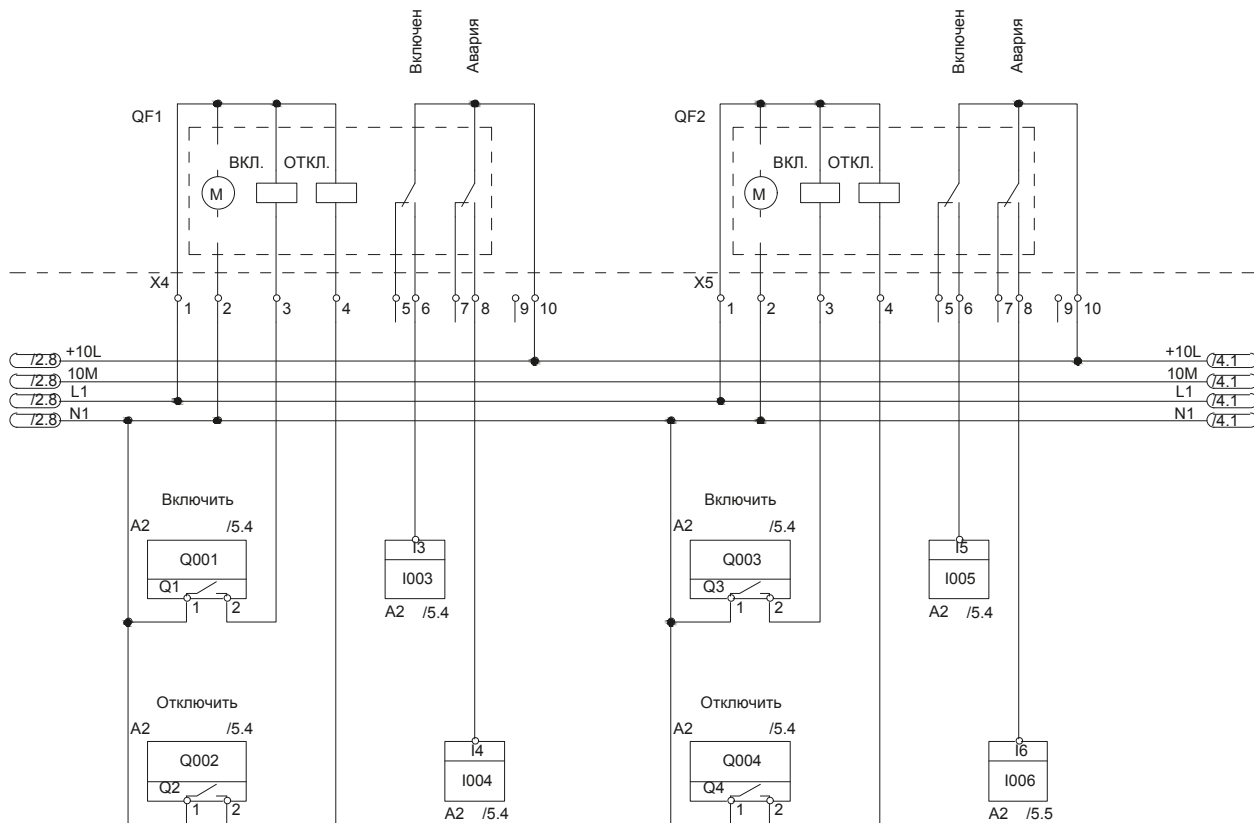 Включен
Авария
Включен
Авария
QF1
QF2
ВКЛ. ОТКЛ.
ВКЛ. ОТКЛ.
M
M
X4
X5
1 2 3 4 5 6 7 8 9 10
1 2 3 4 5 6 7 8 9 10
/2.8 +10L
+10L /4.1
/2.8 10M
10M /4.1
/2.8 L1
L1 /4.1
/2.8 N1
N1 /4.1
Включить
Включить
A2 /5.4
A2 /5.4
Q001
I3
Q003
I5
I003
I005
Q1
Q3
1 2
1 2
A2 /5.4
A2 /5.4
Отключить
Отключить
A2 /5.4
A2 /5.4
Q002
I4
Q004
I6
I004
I006
Q2
Q4
1 2
1 2
A2 /5.4
A2 /5.5